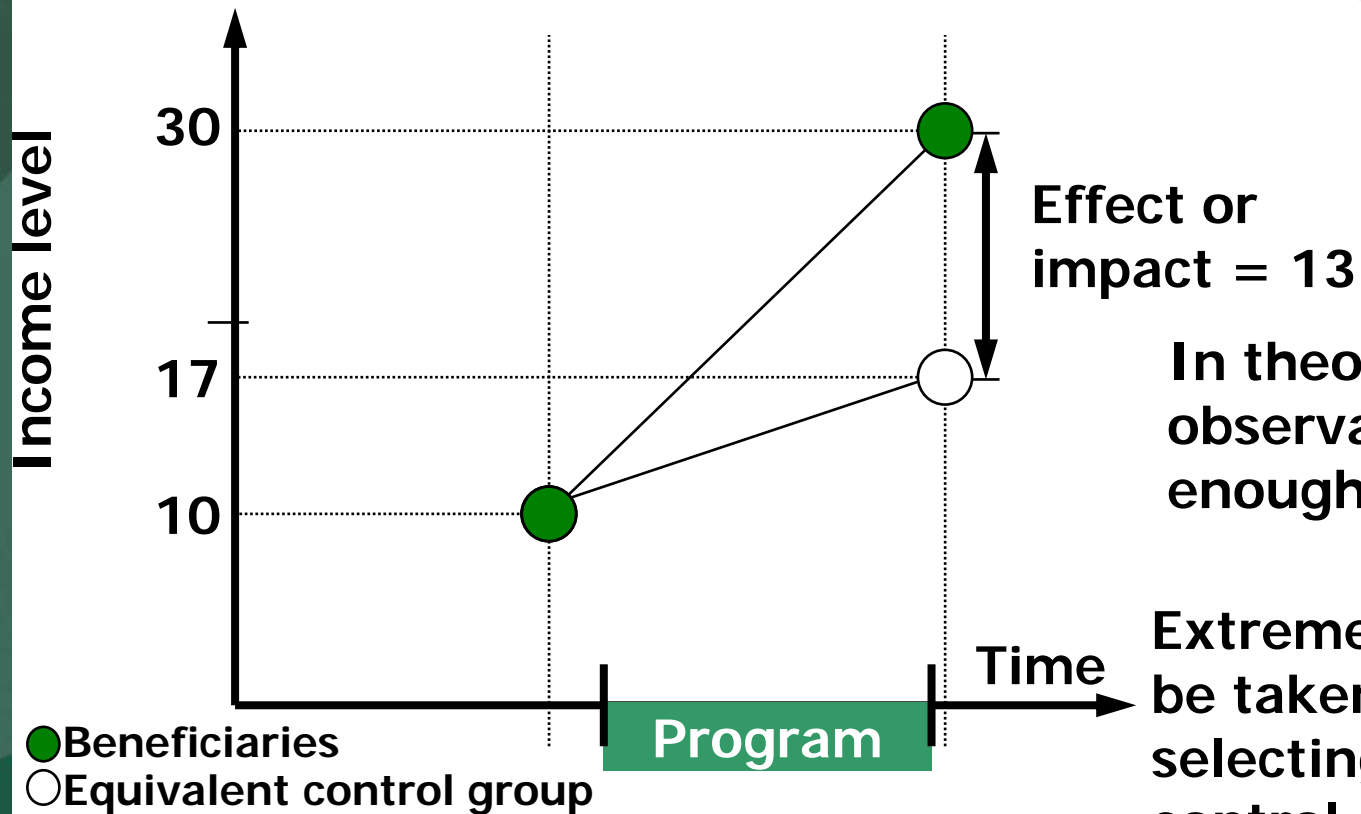 Income level
30
17
10
Effect or
impact = 13
In theo
observa
enough
Extreme
be taken
selecting
control
Time
Program
Beneficiaries
Equivalent control group